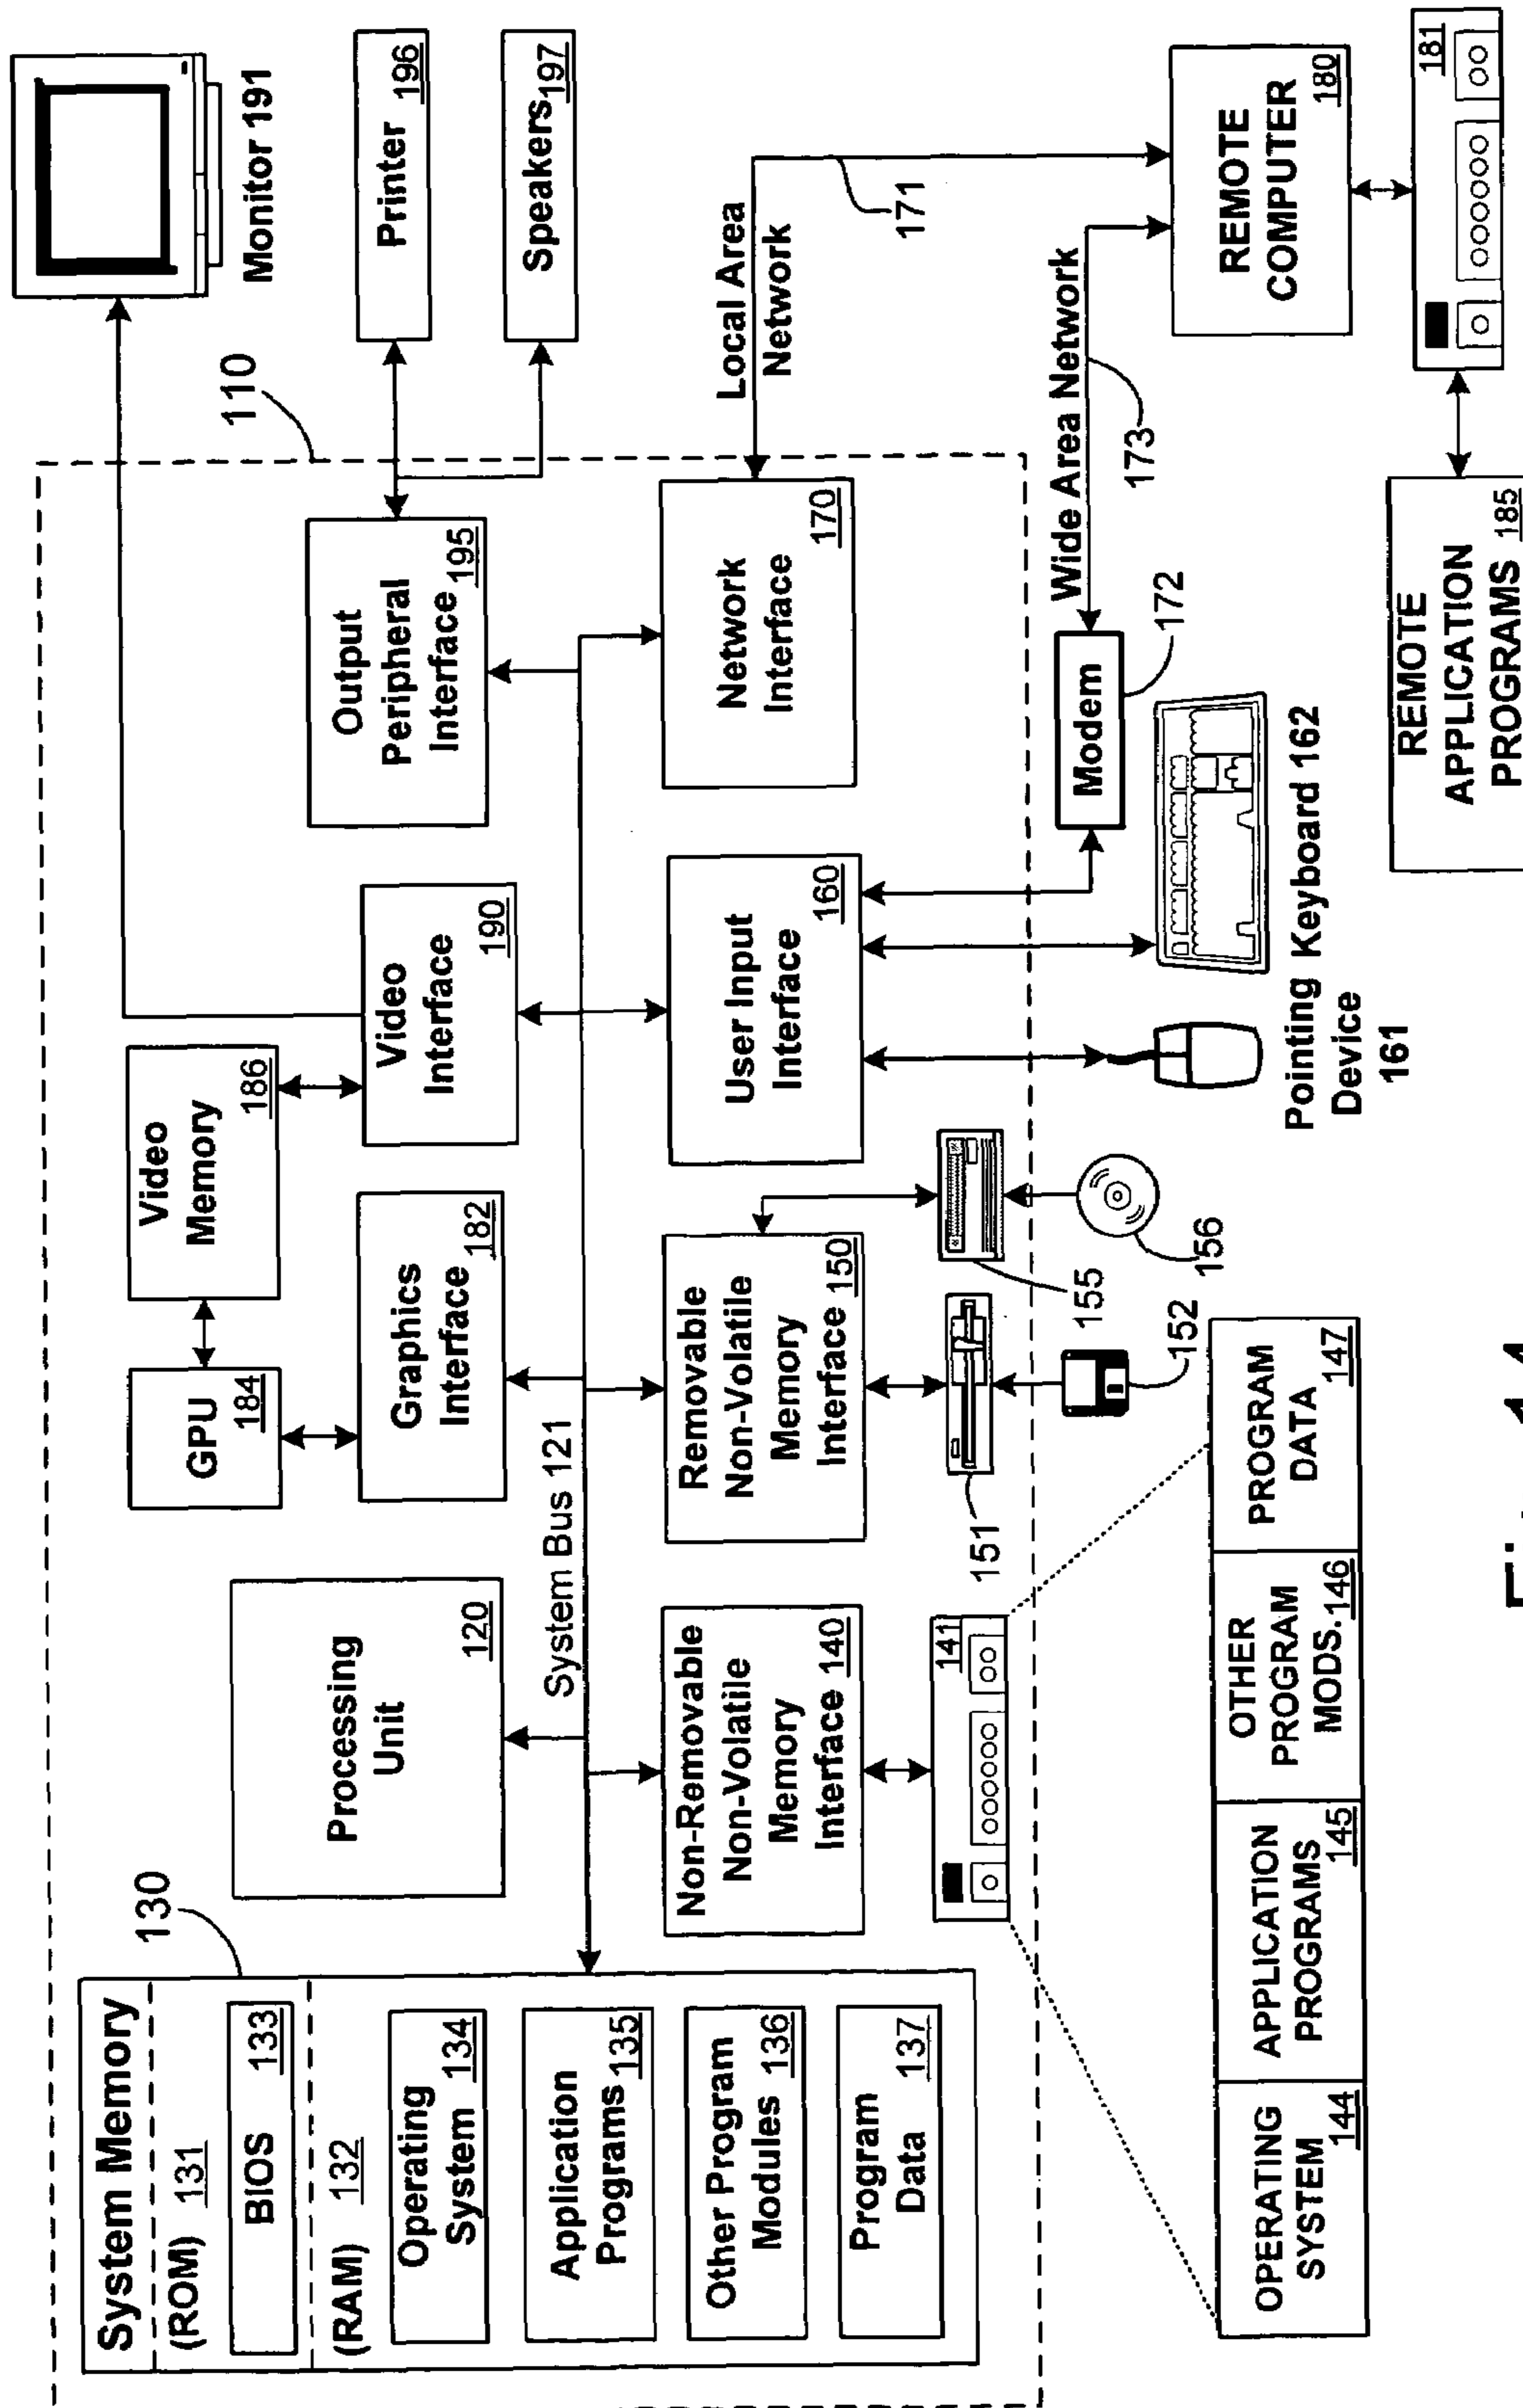 System Memory
(ROM) 131
BIOS 133
(RAM) 132
Operating
System 134
Application
Programs 135
Other Program
Modules 136
Program
Data 137
130
Processing
Unit
120
System Bus 121
GPU
184
Video
Memory
186
Graphics
Interface
182
Video
Interface
190
110
Output
Peripheral
Interface 195
Monitor 191
Printer
196
Speakers 197
Non-Removable
Non-Volatile
Memory
Interface 140
Removable
Non-Volatile
Memory
Interface 150
User Input
Interface
160
Network
Interface
170
Local Area
Network
171
141
151
152
155
156
Modem
172
Wide Area Network
173
Pointing
Device
161
Keyboard 162
REMOTE
COMPUTER
180
181
OPERATING
SYSTEM 144
APPLICATION
PROGRAMS 145
OTHER
PROGRAM
MODS. 146
PROGRAM
DATA 147
REMOTE
APPLICATION
PROGRAMS 185